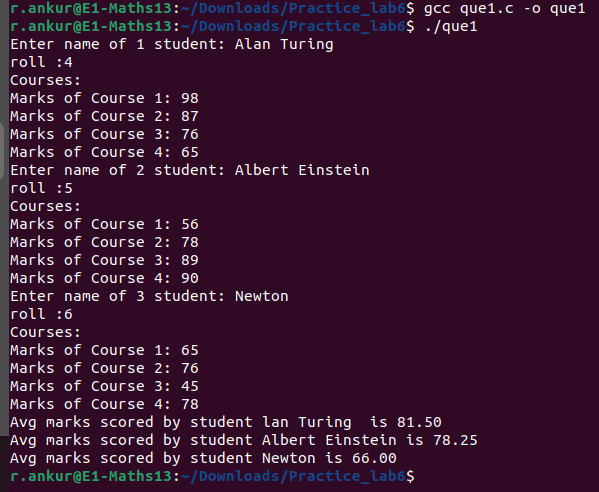 r.ankur@E1-Maths13:~/Downloads/Practice_lab6$ gcc que1.c -o que1
r.ankur@E1-Maths13:~/Downloads/Practice_lab6$ ./que1
Enter name of 1 student: Alan Turing
roll :4
Courses:
Marks of Course 1: 98
Marks of Course 2: 87
Marks of Course 3: 76
Marks of Course 4: 65
Enter name of 2 student: Albert Einstein
roll :5
Courses:
Marks of Course 1: 56
Marks of Course 2: 78
Marks of Course 3: 89
Marks of Course 4: 90
Enter name of 3 student: Newton
roll :6
Courses:
Marks of Course 1: 65
Marks of Course 2: 76
Marks of Course 3: 45
Marks of Course 4: 78
Avg marks scored by student lan Turing  is 81.50
Avg marks scored by student Albert Einstein is 78.25
Avg marks scored by student Newton is 66.00
r.ankur@E1-Maths13:~/Downloads/Practice_lab6$